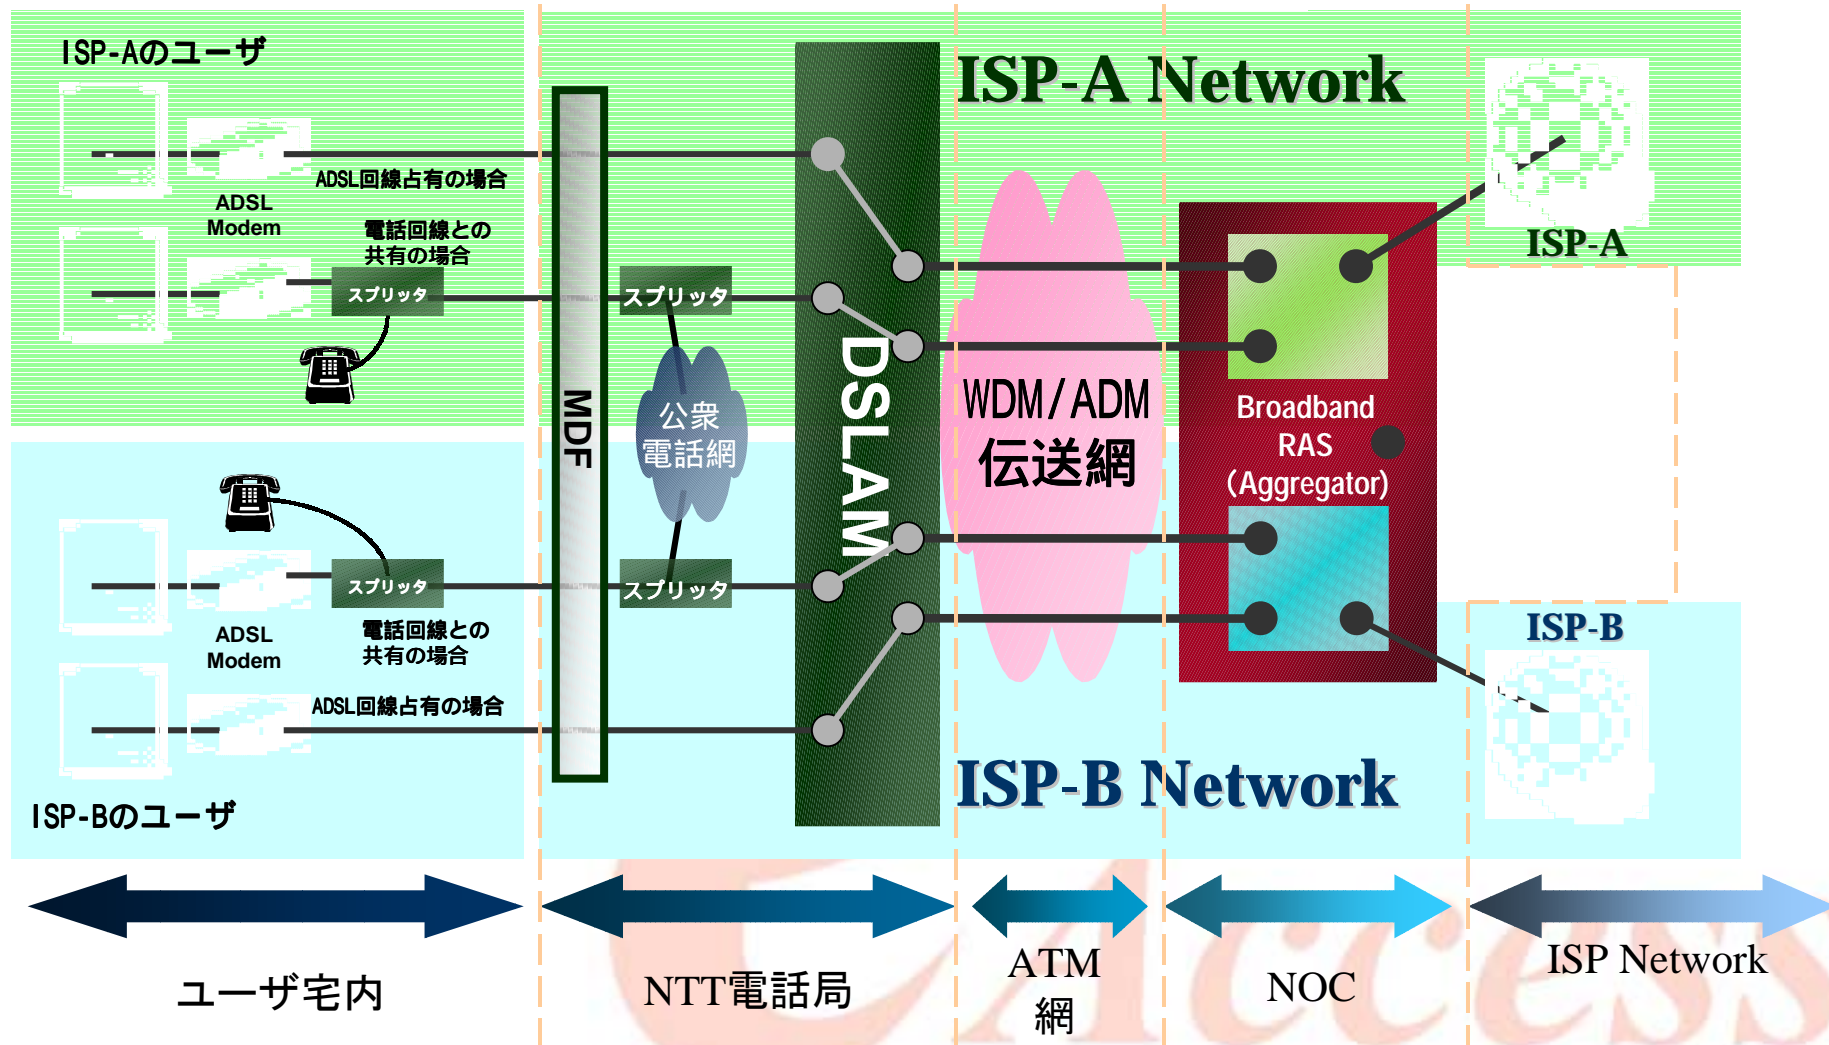 ISP-Aのユーザ
ISP-A Network
ADSL回線占有の場合
ADSL
Modem
電話回線との
共有の場合
スプリッタ
スプリッタ
ISP-A
MDF
公衆
電話網
DSLAM
WDM/ADM
伝送網
Broadband
RAS
(Aggregator)
スプリッタ
スプリッタ
ADSL
Modem
電話回線との
共有の場合
ADSL回線占有の場合
ISP-B
ISP-B Network
ISP-Bのユーザ
ユーザ宅内
NTT電話局
ATM
網
NOC
ISP Network
eAccess